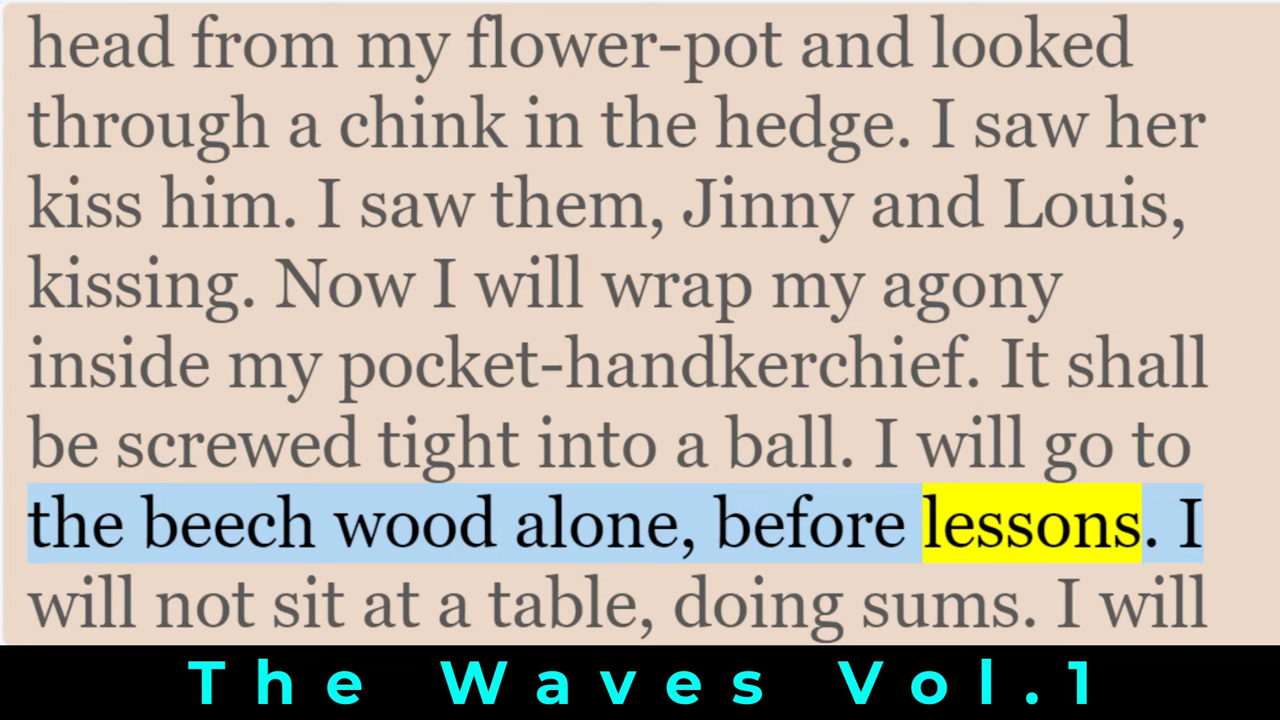 head from my flower-pot and looked
through a chink in the hedge. I saw her
kiss him. I saw them, Jinny and Louis,
kissing. Now I will wrap my agony
inside my pocket-handkerchief. It shall
be screwed tight into a ball. I will go to
the beech wood alone, before lessons. I
will not sit at a table, doing sums. I will
The Waves Vol.1